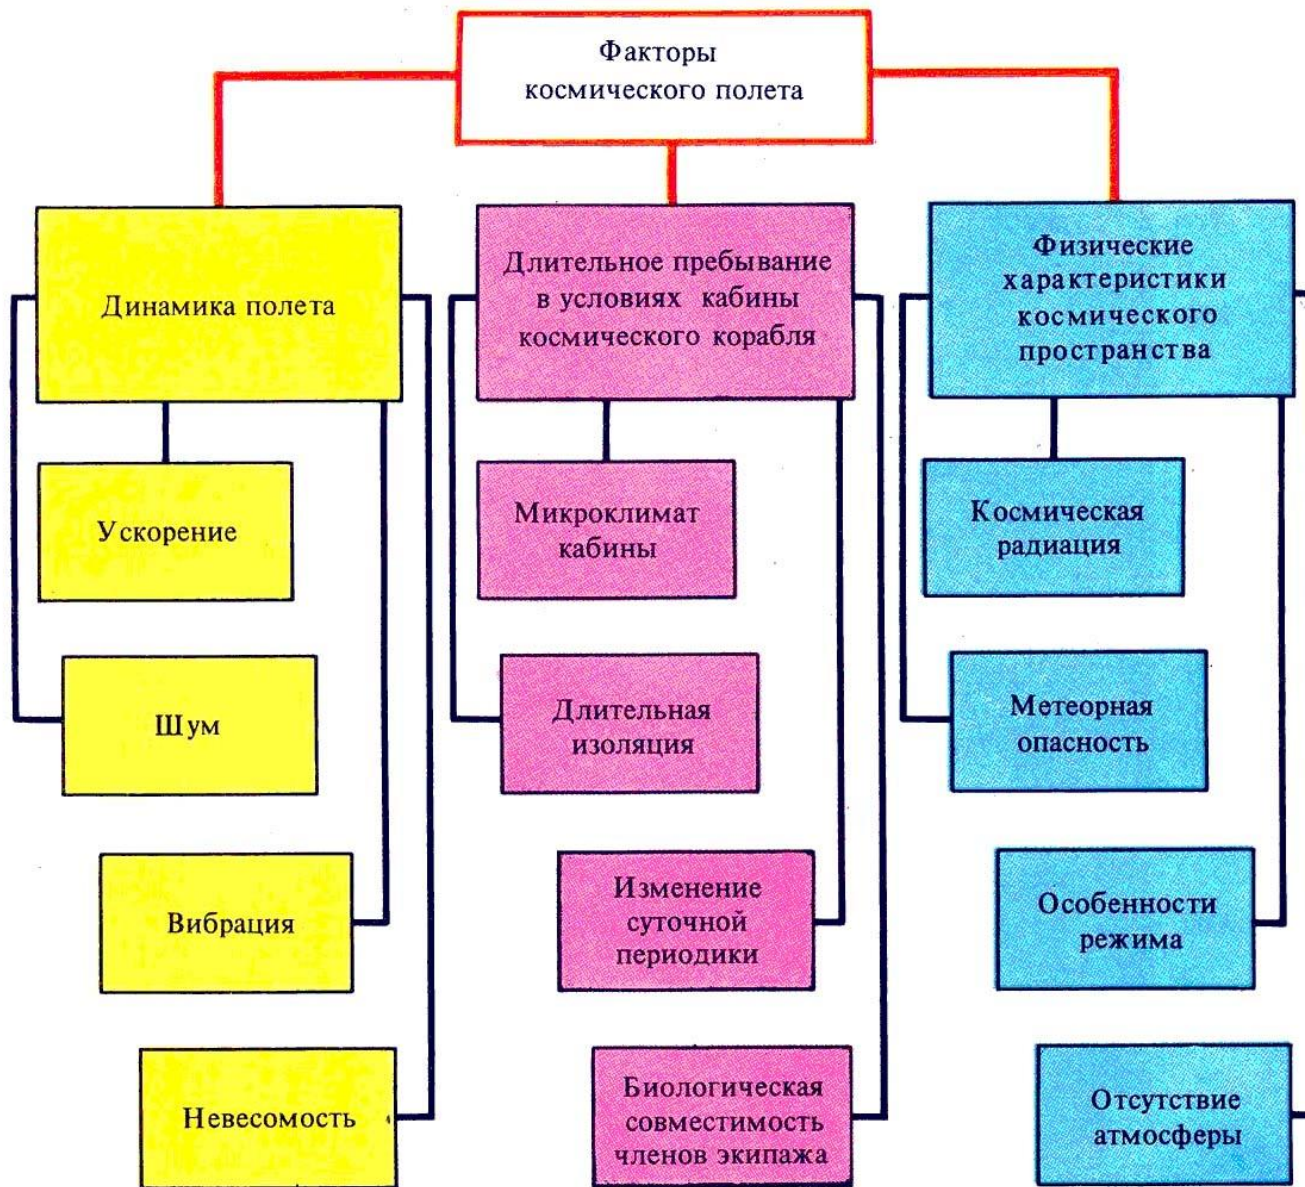 Факторы
космического полета
Динамика полета
Длительное пребывание
в условиях кабины
космического корабля
Физические
характеристики
космического
пространства
Ускорение
Микроклимат
кабины
Космическая
радиация
Шум
Длительная
изоляция
Метеорная
опасность
Вибрация
Изменение
суточной
периодики
Особенности
режима
Невесомость
Биологическая
совместимость
членов экипажа
Отсутствие
атмосферы